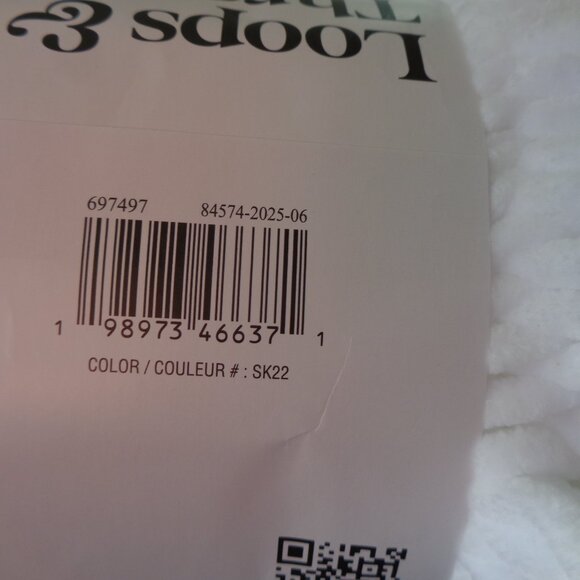 Loops &
697497 84574-2025-06
1 98973 46637 1
COLOR / COULEUR # : SK22